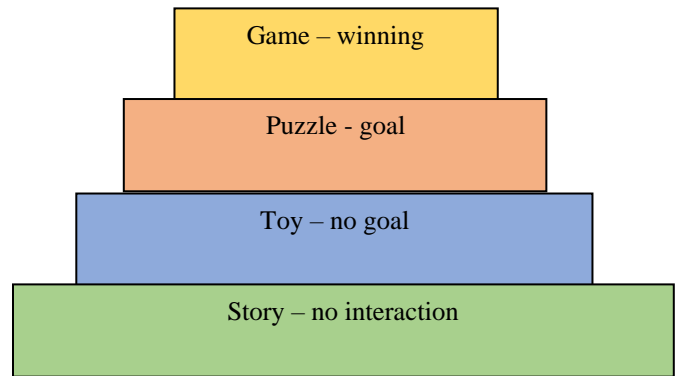 Game – winning
Puzzle - goal
Toy – no goal
Story – no interaction